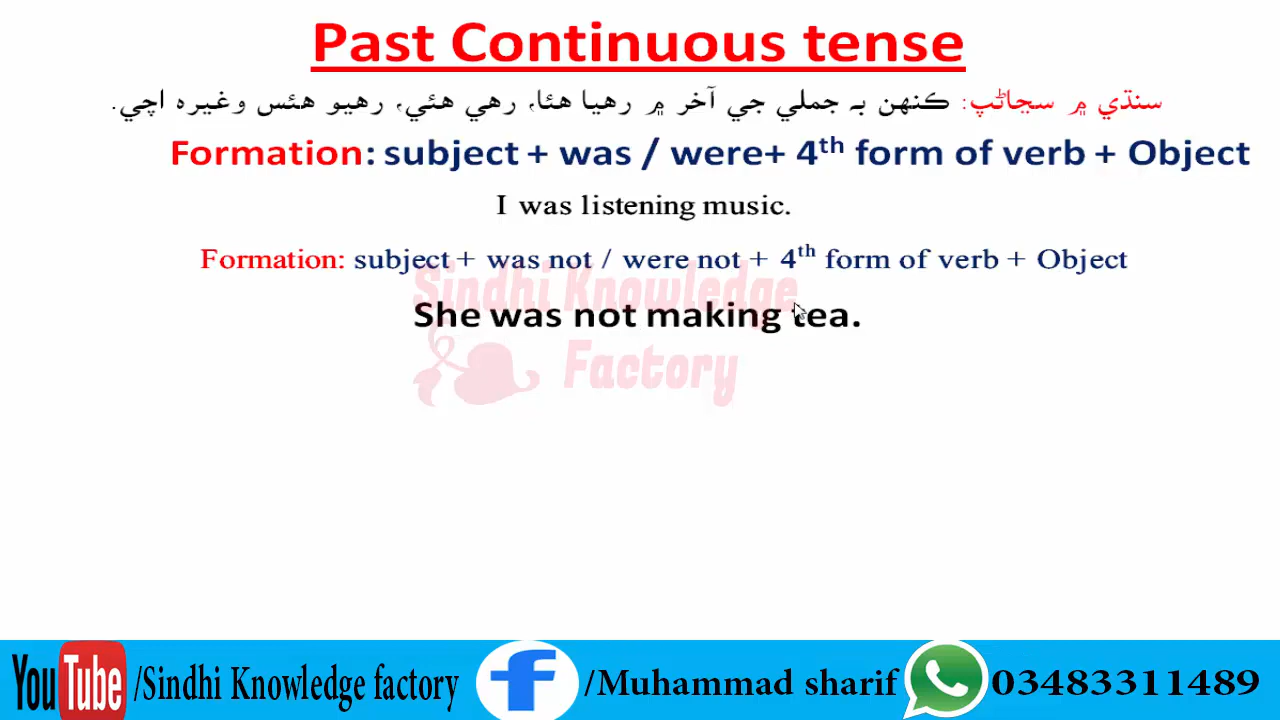 Past Continuous tense
سنڌي ۾ سڃاڻپ: ڪنهن به جملي جي آخر ۾ رهيا هئا، رهي هئي، رهيو هئس وغيره اچي.
Formation: subject + was / were+ 4th form of verb + Object
I was listening music.
Formation: subject + was not / were not + 4th form of verb + Object
She was not making tea.
Sindhi Knowledge
Factory
YouTube /Sindhi Knowledge factory f /Muhammad sharif 03483311489